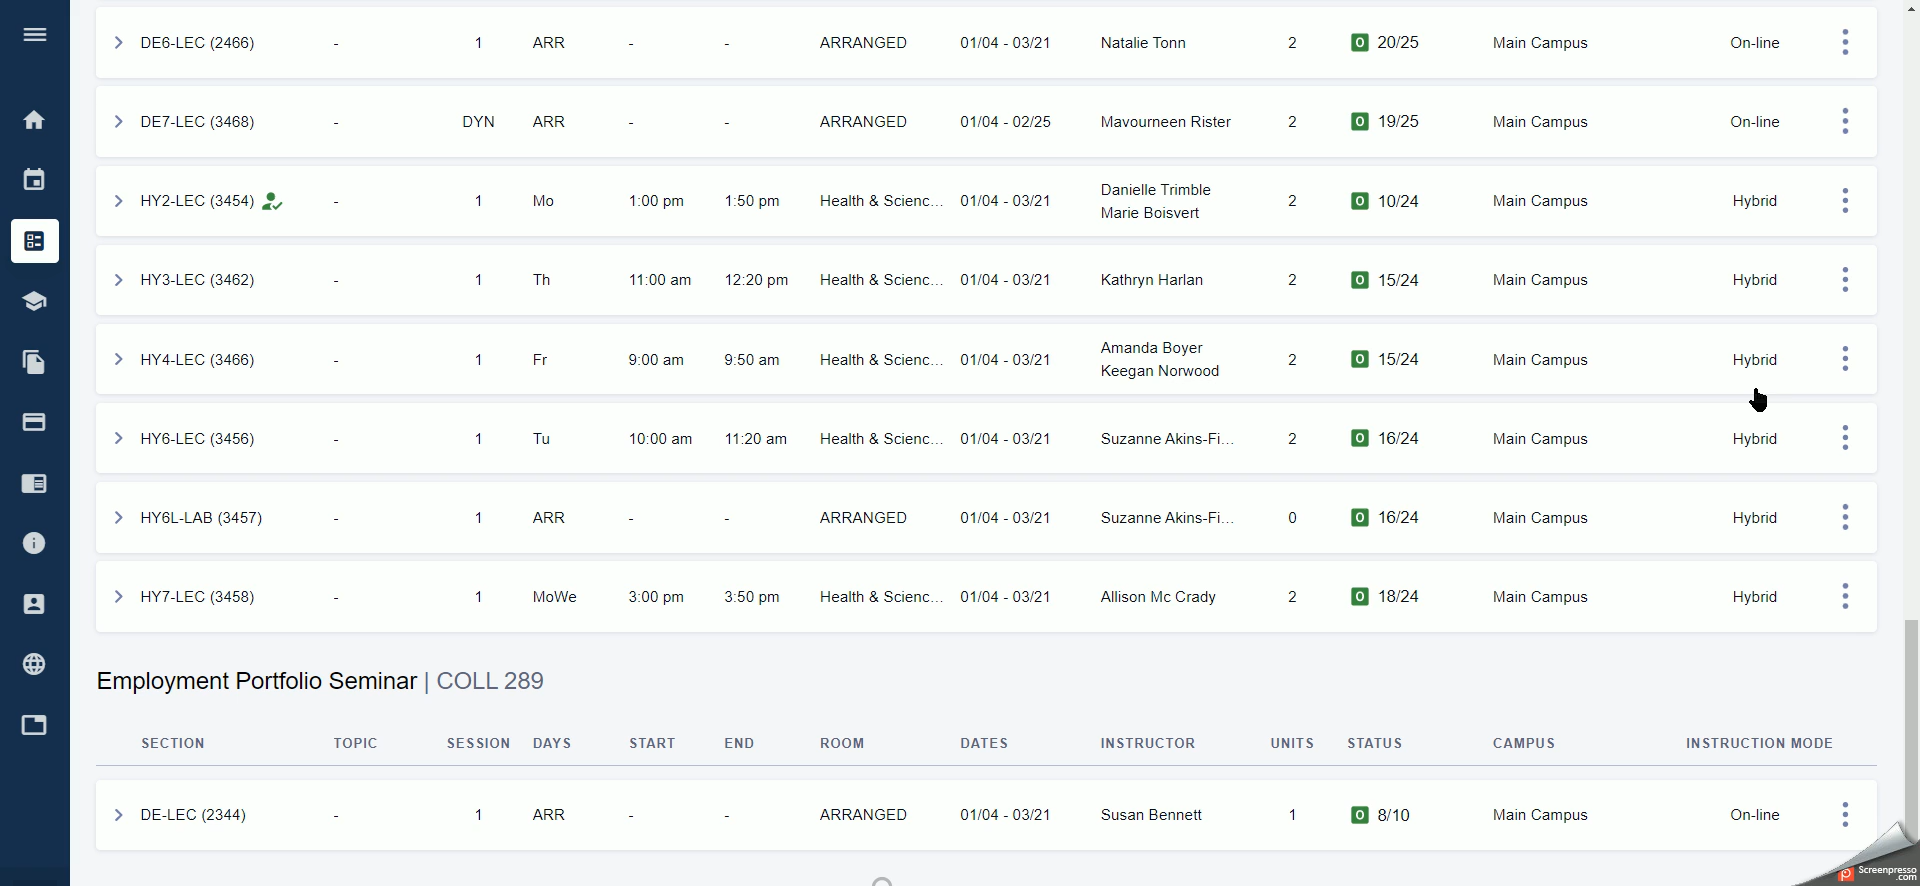 DE6-LEC (2466) - 1 ARR - - ARRANGED 01/04 - 03/21 Natalie Tonn 2 O 20/25 Main Campus On-line
DE7-LEC (3468) - DYN ARR - - ARRANGED 01/04 - 02/25 Mavourneen Rister 2 O 19/25 Main Campus On-line
HY2-LEC (3454) - 1 Mo 1:00 pm 1:50 pm Health & Scienc... 01/04 - 03/21 Danielle Trimble 2 O 10/24 Main Campus Hybrid
Marie Boisvert
HY3-LEC (3462) - 1 Th 11:00 am 12:20 pm Health & Scienc... 01/04 - 03/21 Kathryn Harlan 2 O 15/24 Main Campus Hybrid
HY4-LEC (3466) - 1 Fr 9:00 am 9:50 am Health & Scienc... 01/04 - 03/21 Amanda Boyer 2 O 15/24 Main Campus Hybrid
Keegan Norwood
HY6-LEC (3456) - 1 Tu 10:00 am 11:20 am Health & Scienc... 01/04 - 03/21 Suzanne Akins-Fi... 2 O 16/24 Main Campus Hybrid
HY6L-LAB (3457) - 1 ARR - - ARRANGED 01/04 - 03/21 Suzanne Akins-Fi... 0 O 16/24 Main Campus Hybrid
HY7-LEC (3458) - 1 MoWe 3:00 pm 3:50 pm Health & Scienc... 01/04 - 03/21 Allison Mc Crady 2 O 18/24 Main Campus Hybrid
Employment Portfolio Seminar | COLL 289
SECTION TOPIC SESSION DAYS START END ROOM DATES INSTRUCTOR UNITS STATUS CAMPUS INSTRUCTION MODE
DE-LEC (2344) - 1 ARR - - ARRANGED 01/04 - 03/21 Susan Bennett 1 O 8/10 Main Campus On-line
Screenpresso
.com